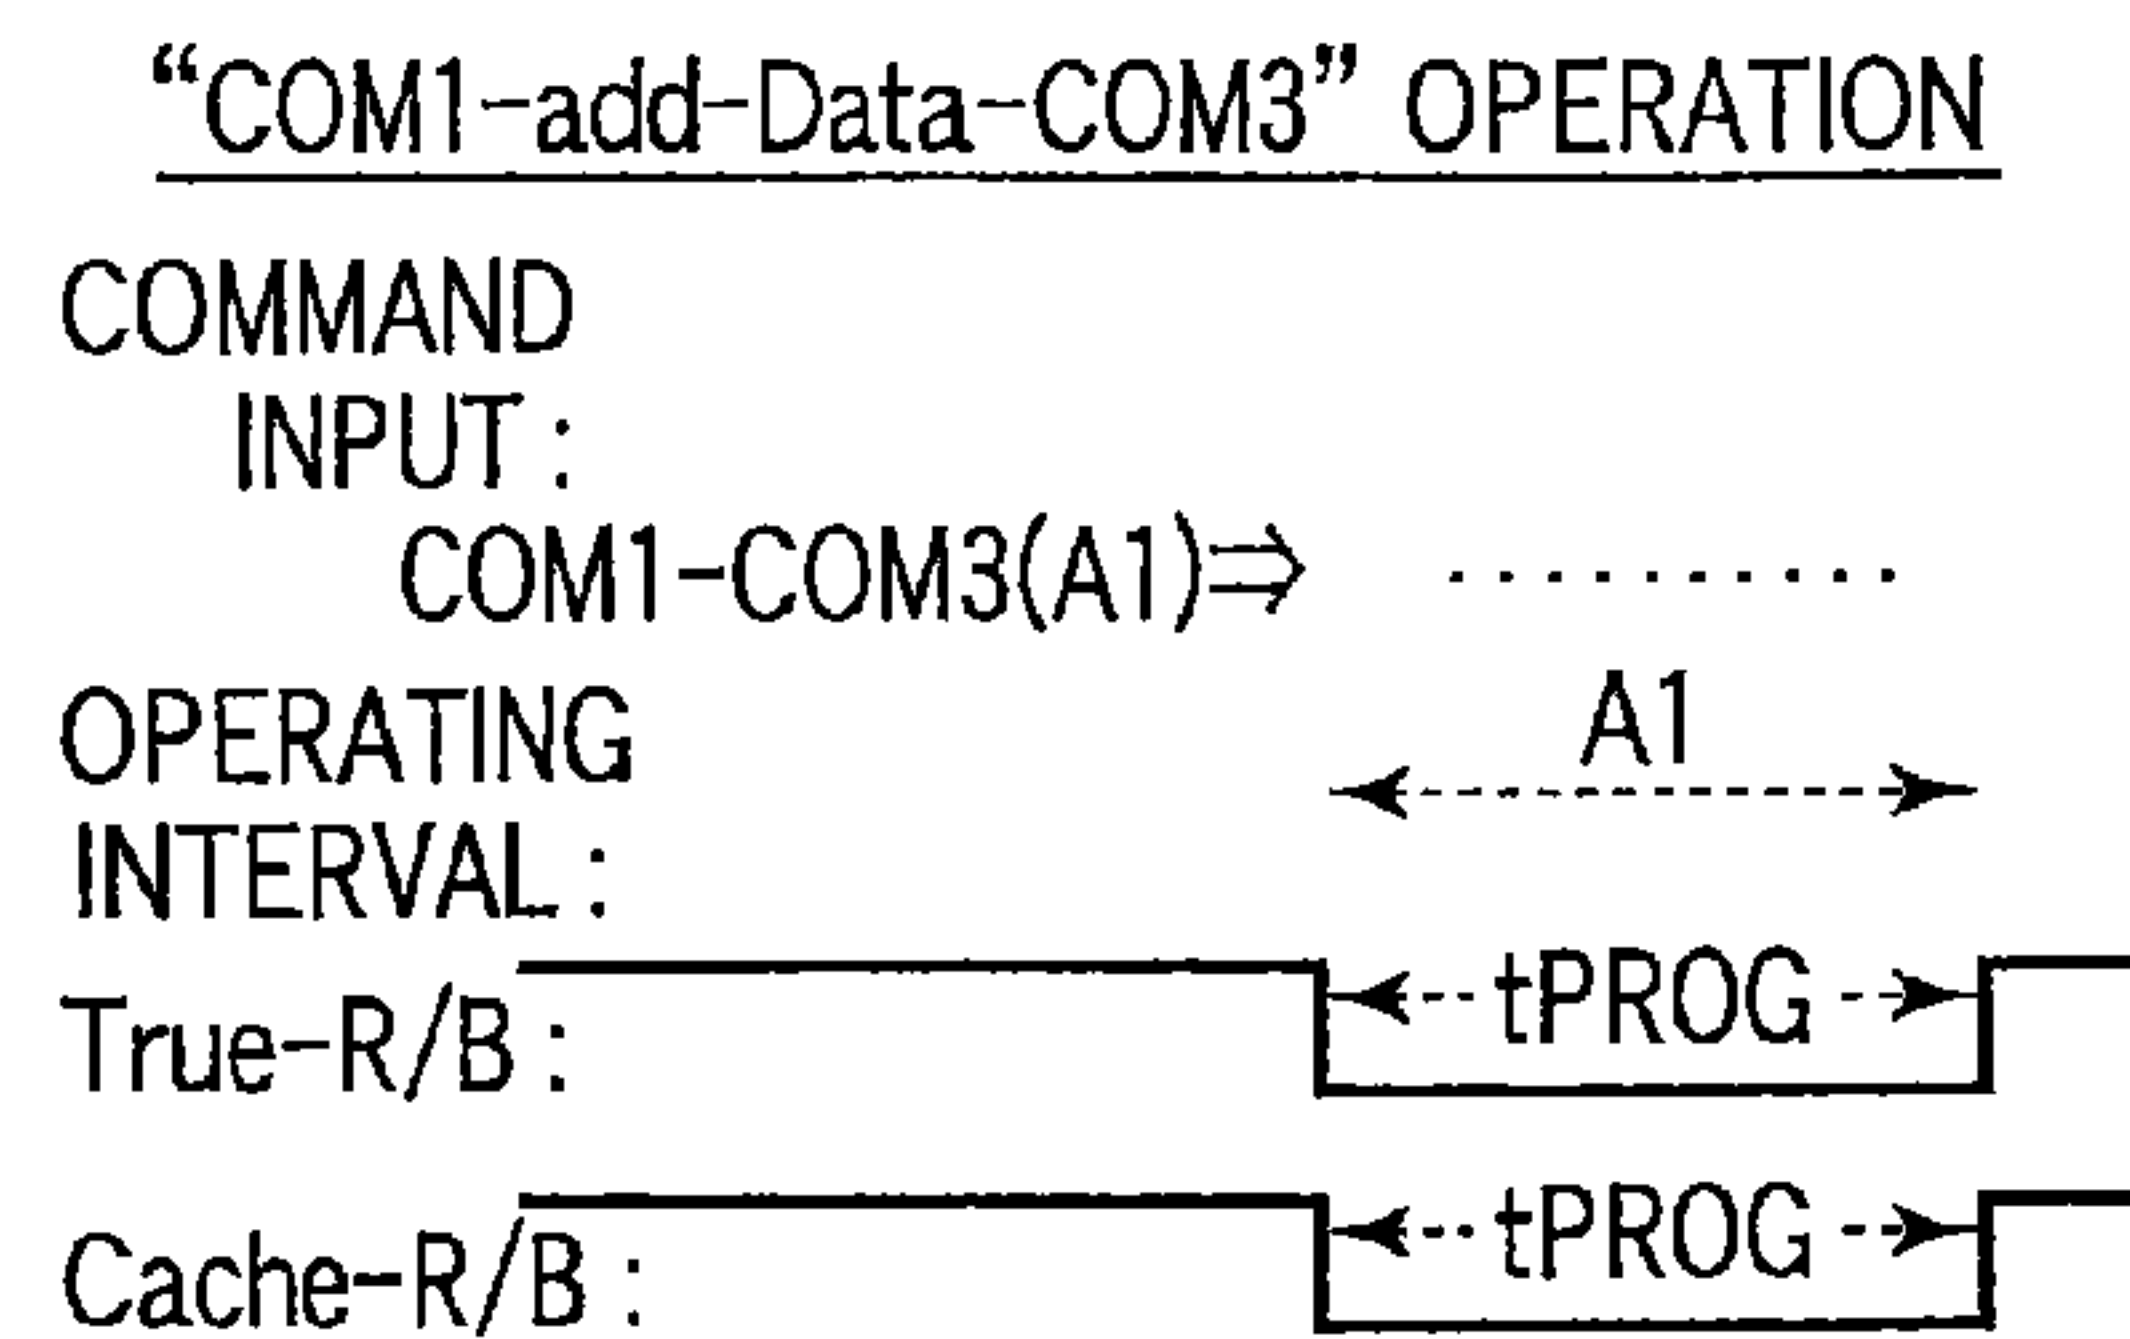 “COM1-add-Data-COM3” OPERATION
COMMAND
INPUT:
COM1-COM3(A1)⇒ ..........
A1
OPERATING
INTERVAL:
tPROG
True-R/B:
tPROG
Cache-R/B: